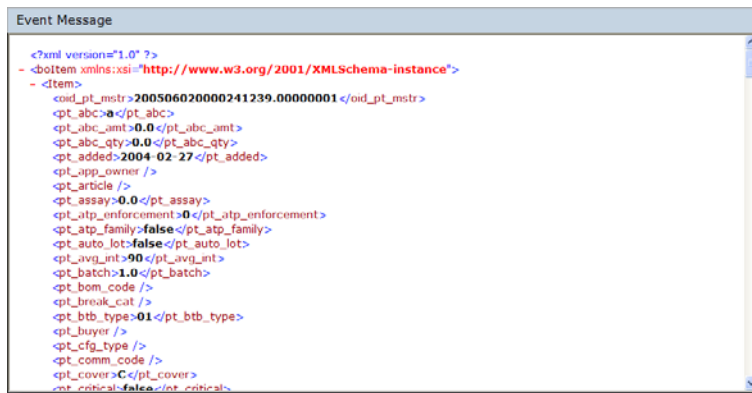 Event Message
<?xml version="1.0" ?>
- <boItem xmlns:xsi="http://www.w3.org/2001/XMLSchema-instance">
- <Item>
<oid_pt_mstr>200506020000241239.00000001</oid_pt_mstr>
<pt_abc>a</pt_abc>
<pt_abc_amt>0.0</pt_abc_amt>
<pt_abc_qty>0.0</pt_abc_qty>
<pt_added>2004-02-27</pt_added>
<pt_app_owner />
<pt_article />
<pt_assay>0.0</pt_assay>
<pt_atp_enforcement>0</pt_atp_enforcement>
<pt_atp_family>false</pt_atp_family>
<pt_auto_lot>false</pt_auto_lot>
<pt_avg_int>90</pt_avg_int>
<pt_batch>1.0</pt_batch>
<pt_bom_code />
<pt_break_cat />
<pt_btb_type>01</pt_btb_type>
<pt_buyer />
<pt_cfg_type />
<pt_comm_code />
<pt_cover>C</pt_cover>
<pt_critical>false</pt_critical>